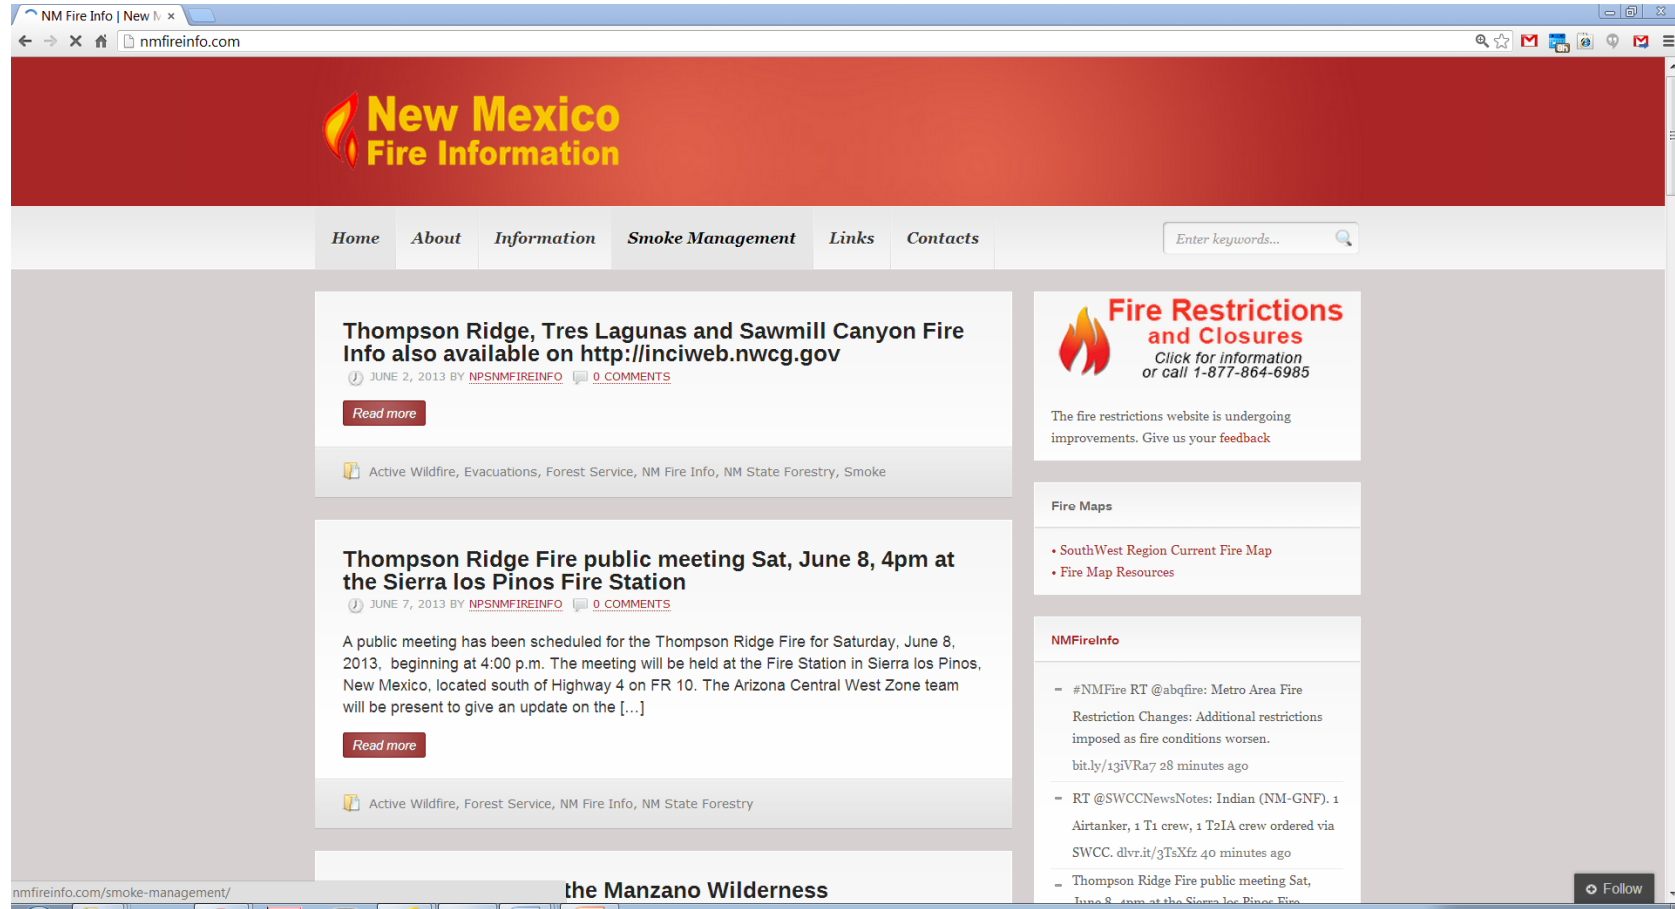 NM Fire Info | New M
nmfireinfo.com
New Mexico
Fire Information
Home About Information Smoke Management Links Contacts
Enter keywords...
Thompson Ridge, Tres Lagunas and Sawmill Canyon Fire
Info also available on http://inciweb.nwcg.gov
JUNE 2, 2013 BY NPSNMFIREINFO 0 COMMENTS
Read more
Active Wildfire, Evacuations, Forest Service, NM Fire Info, NM State Forestry, Smoke
Thompson Ridge Fire public meeting Sat, June 8, 4pm at
the Sierra los Pinos Fire Station
JUNE 7, 2013 BY NPSNMFIREINFO 0 COMMENTS
A public meeting has been scheduled for the Thompson Ridge Fire for Saturday, June 8,
2013, beginning at 4:00 p.m. The meeting will be held at the Fire Station in Sierra los Pinos,
New Mexico, located south of Highway 4 on FR 10. The Arizona Central West Zone team
will be present to give an update on the […]
Read more
Active Wildfire, Forest Service, NM Fire Info, NM State Forestry
the Manzano Wilderness
Fire Restrictions
and Closures
Click for information
or call 1-877-864-6985
The fire restrictions website is undergoing
improvements. Give us your feedback
Fire Maps
• SouthWest Region Current Fire Map
• Fire Map Resources
NMFireInfo
#NMFire RT @abqfire: Metro Area Fire
Restriction Changes: Additional restrictions
imposed as fire conditions worsen.
bit.ly/13iVRa7 28 minutes ago
RT @SWCCNewsNotes: Indian (NM-GNF). 1
Airtanker, 1 T1 crew, 1 T2IA crew ordered via
SWCC. dlvr.it/3TsXfz 40 minutes ago
Thompson Ridge Fire public meeting Sat,
June 8, 4pm at the Sierra los Pinos Fire
Follow
nmfireinfo.com/smoke-management/